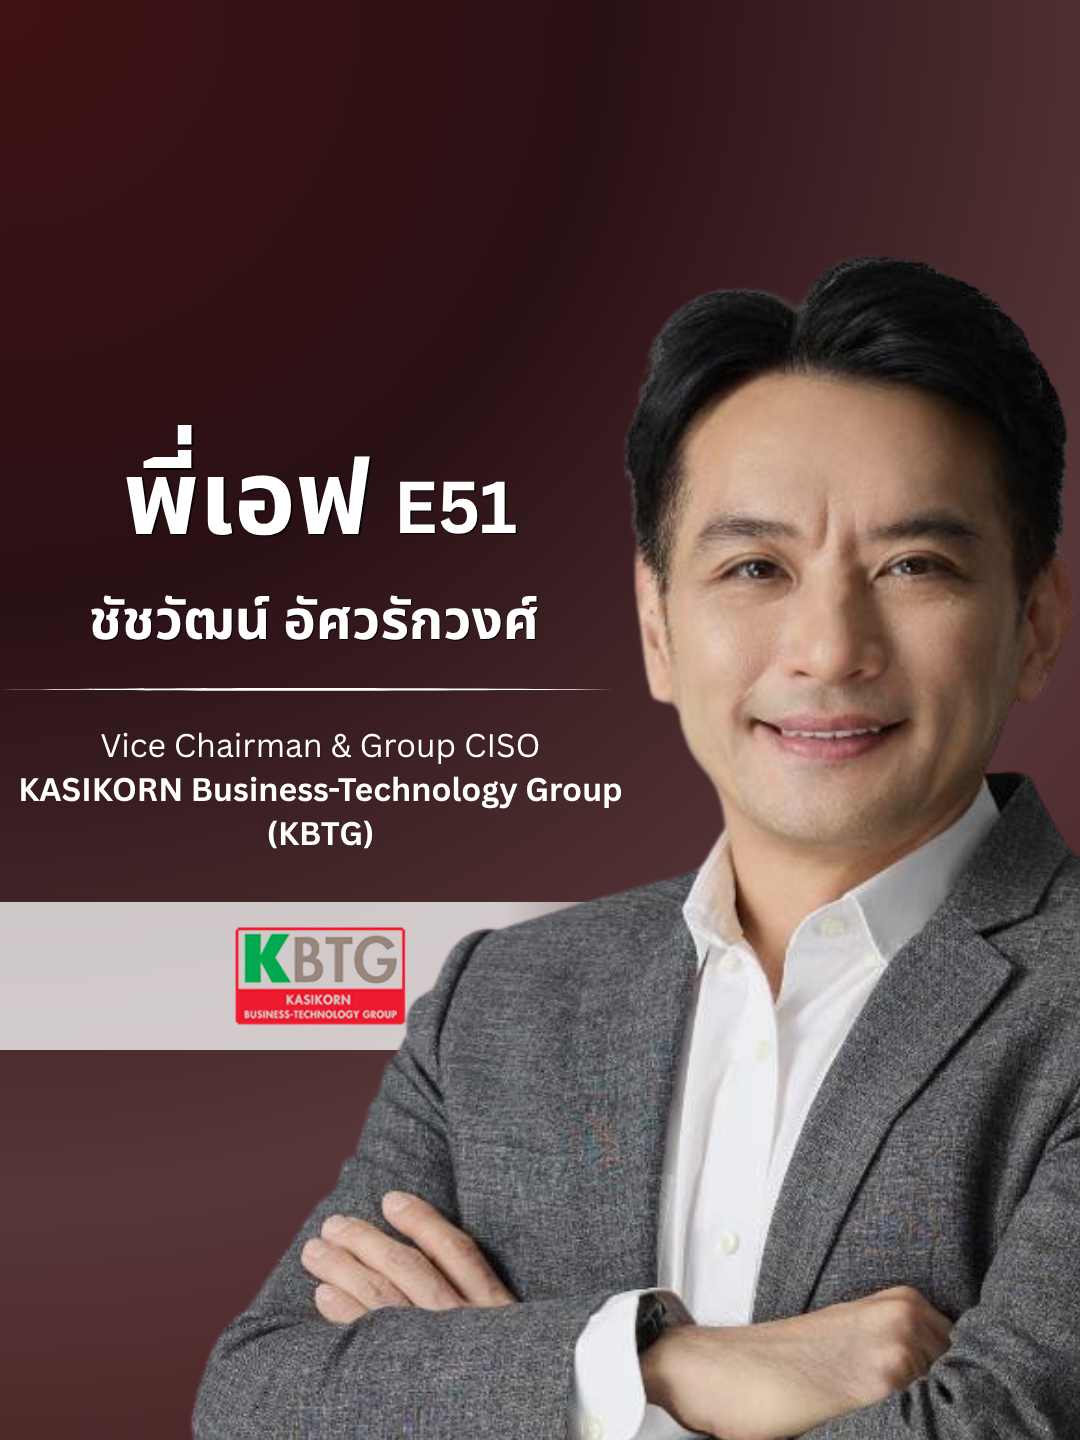 พี่เอฟ E51
ชัชวัฒน์ อัศวรักวงศ์
Vice Chairman & Group CISO
KASIKORN Business-Technology Group
(KBTG)
KBTG
KASIKORN
BUSINESS-TECHNOLOGY GROUP